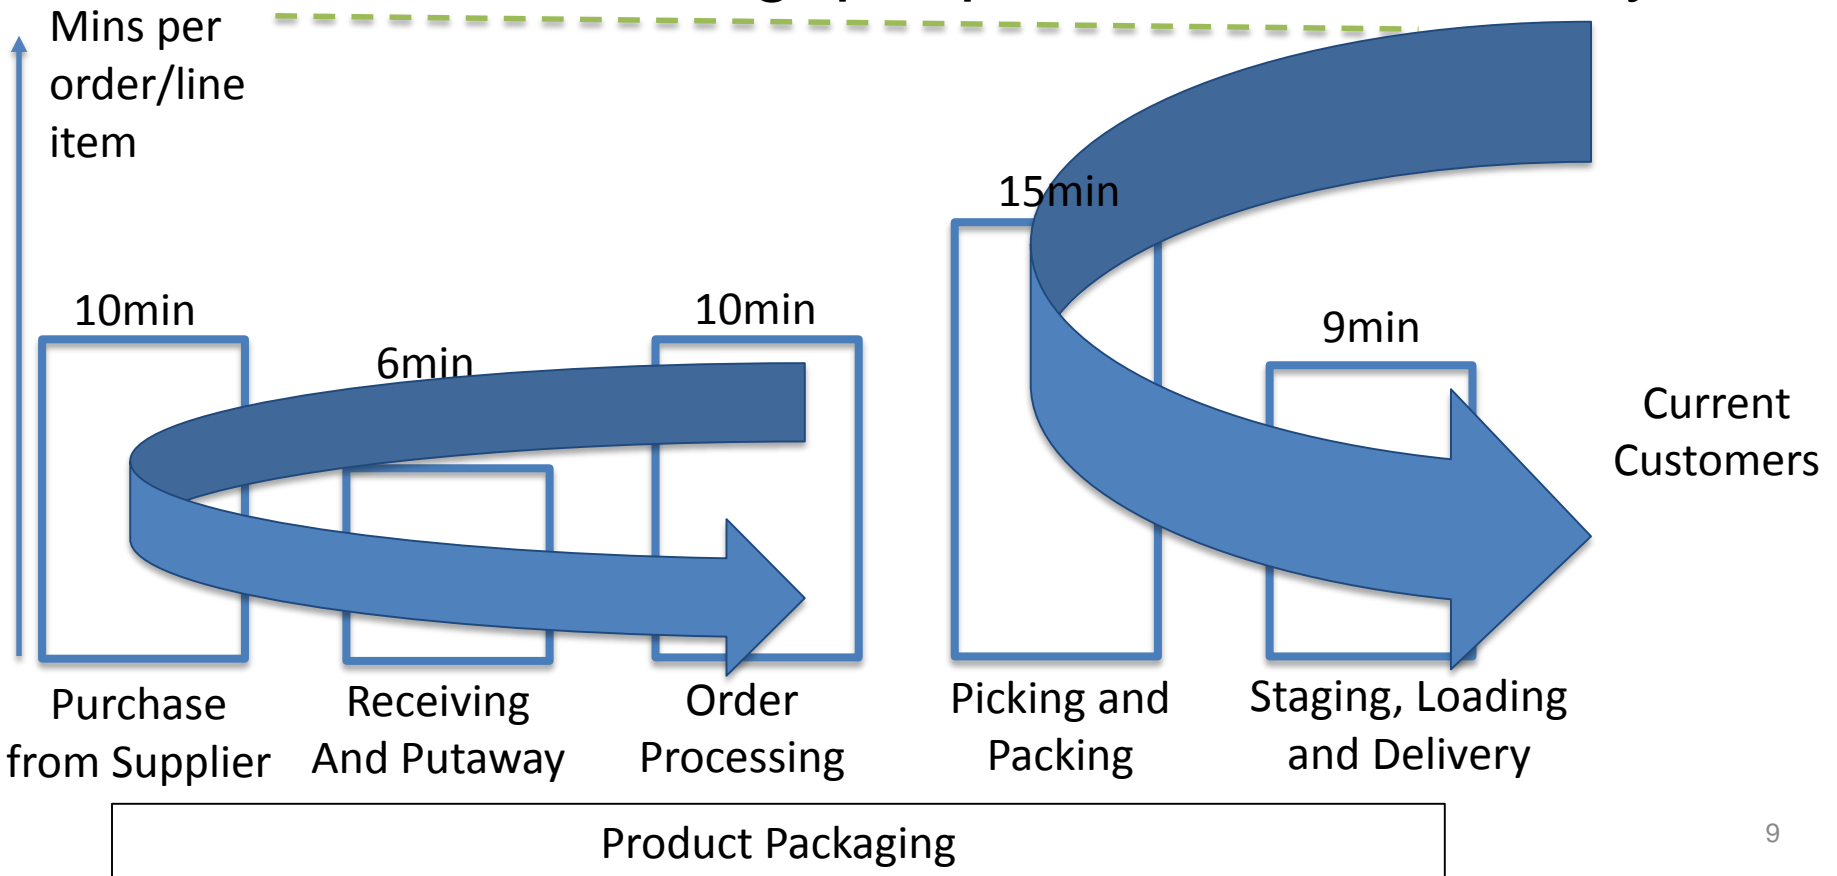 Mins per
order/line
item
15min
10min
10min
9min
6min
Current
Customers
Purchase
from Supplier
Receiving
And Putaway
Order
Processing
Picking and
Packing
Staging, Loading
and Delivery
Product Packaging
9